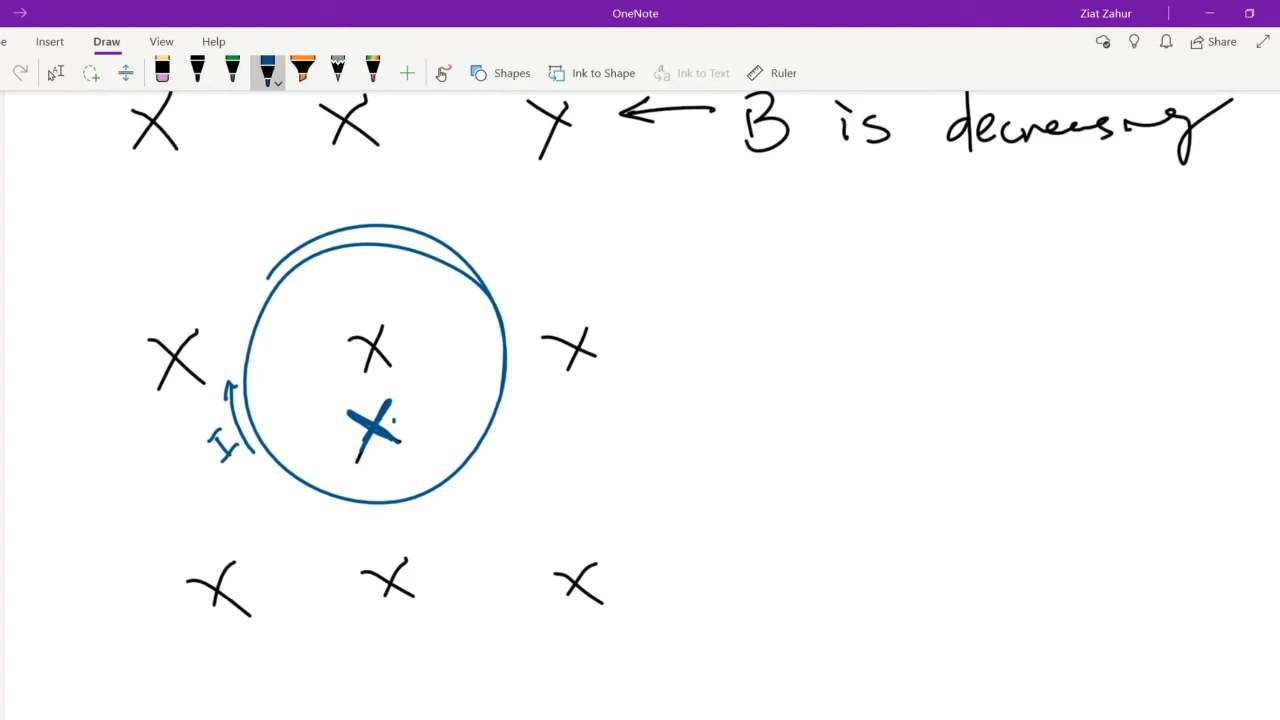 OneNote
Ziat Zahur
Insert Draw View Help
Share
Shapes Ink to Shape Ink to Text Ruler
X X X ← B is decreasing
X X X
X
I
X X X